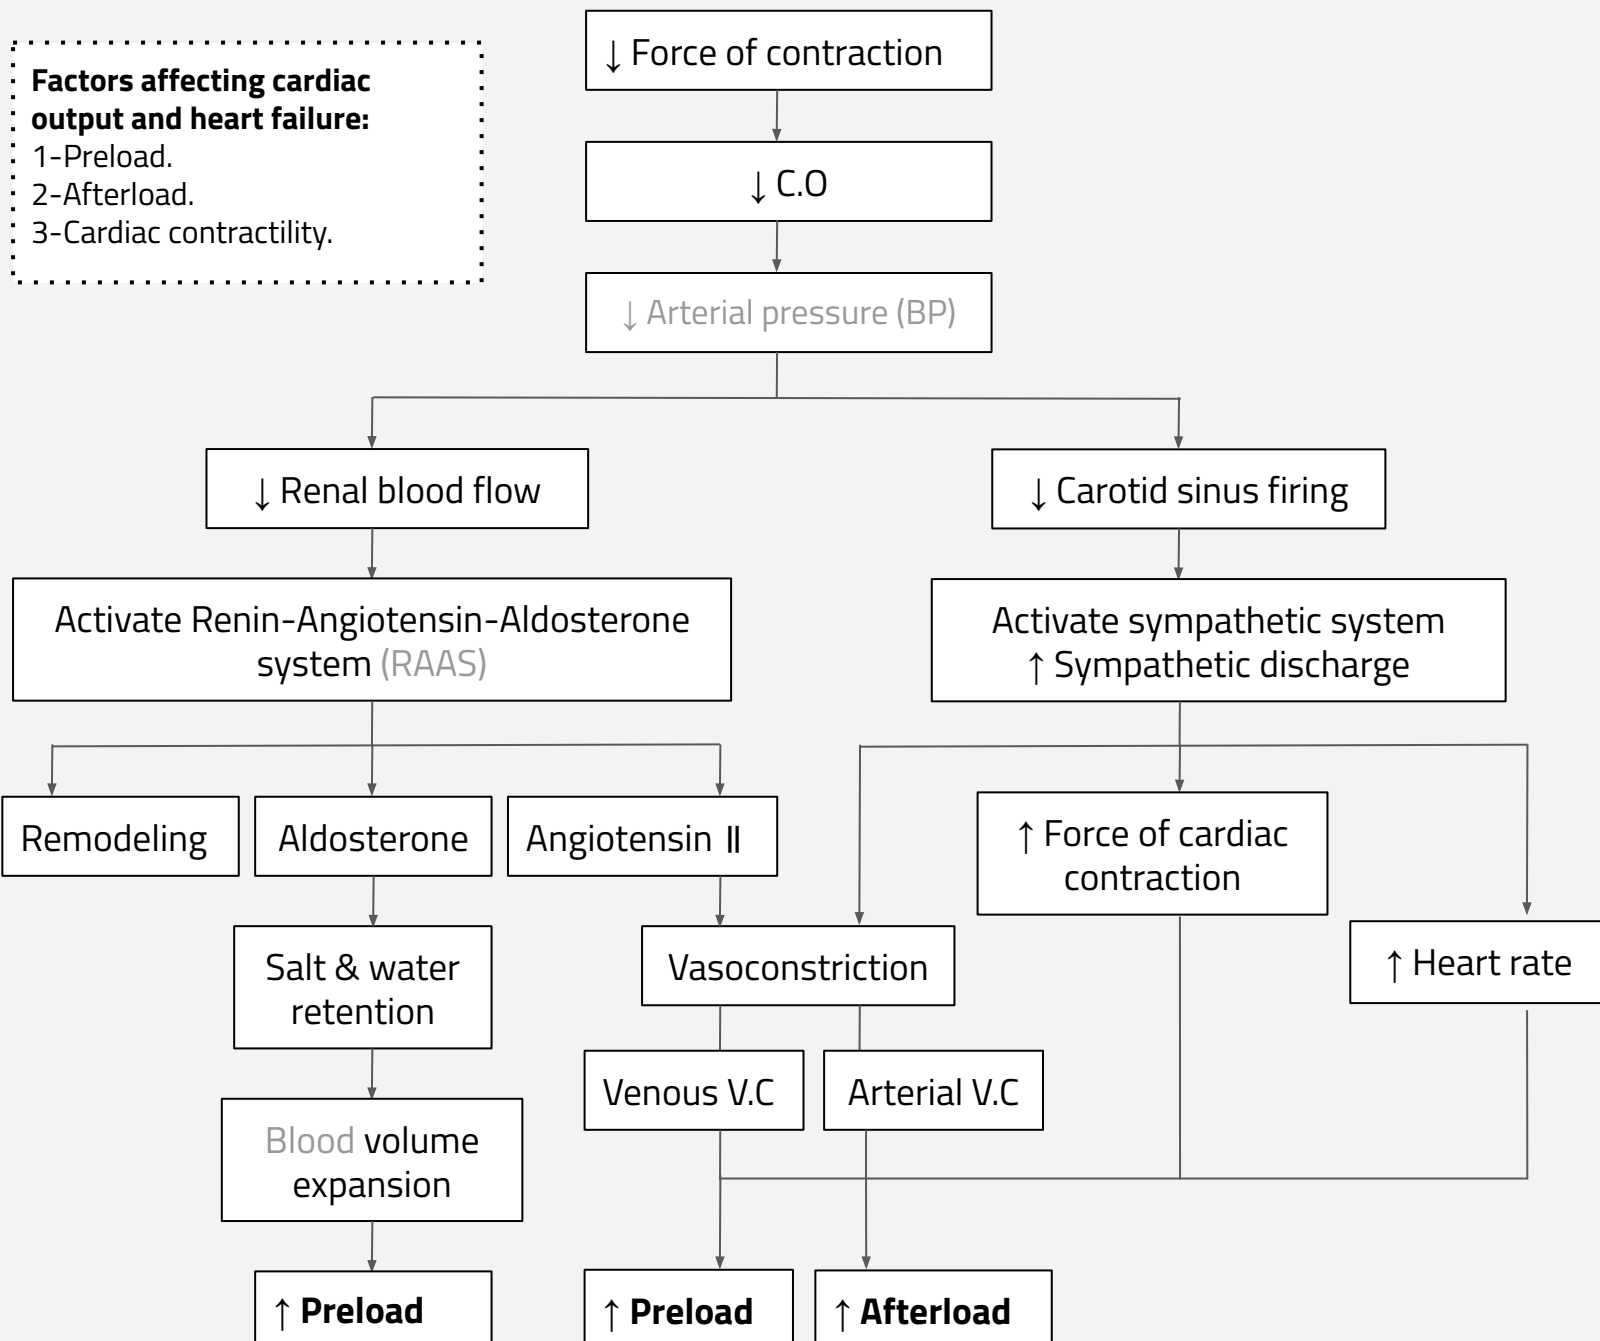 Factors affecting cardiac
output and heart failure:
1-Preload.
2-Afterload.
3-Cardiac contractility.
↓ Force of contraction
↓ C.O
↓ Arterial pressure (BP)
↓ Renal blood flow
↓ Carotid sinus firing
Activate Renin-Angiotensin-Aldosterone
system (RAAS)
Activate sympathetic system
↑ Sympathetic discharge
Remodeling
Aldosterone
Angiotensin II
↑ Force of cardiac
contraction
Salt & water
retention
Vasoconstriction
↑ Heart rate
Venous V.C
Arterial V.C
Blood volume
expansion
↑ Preload
↑ Preload
↑ Afterload